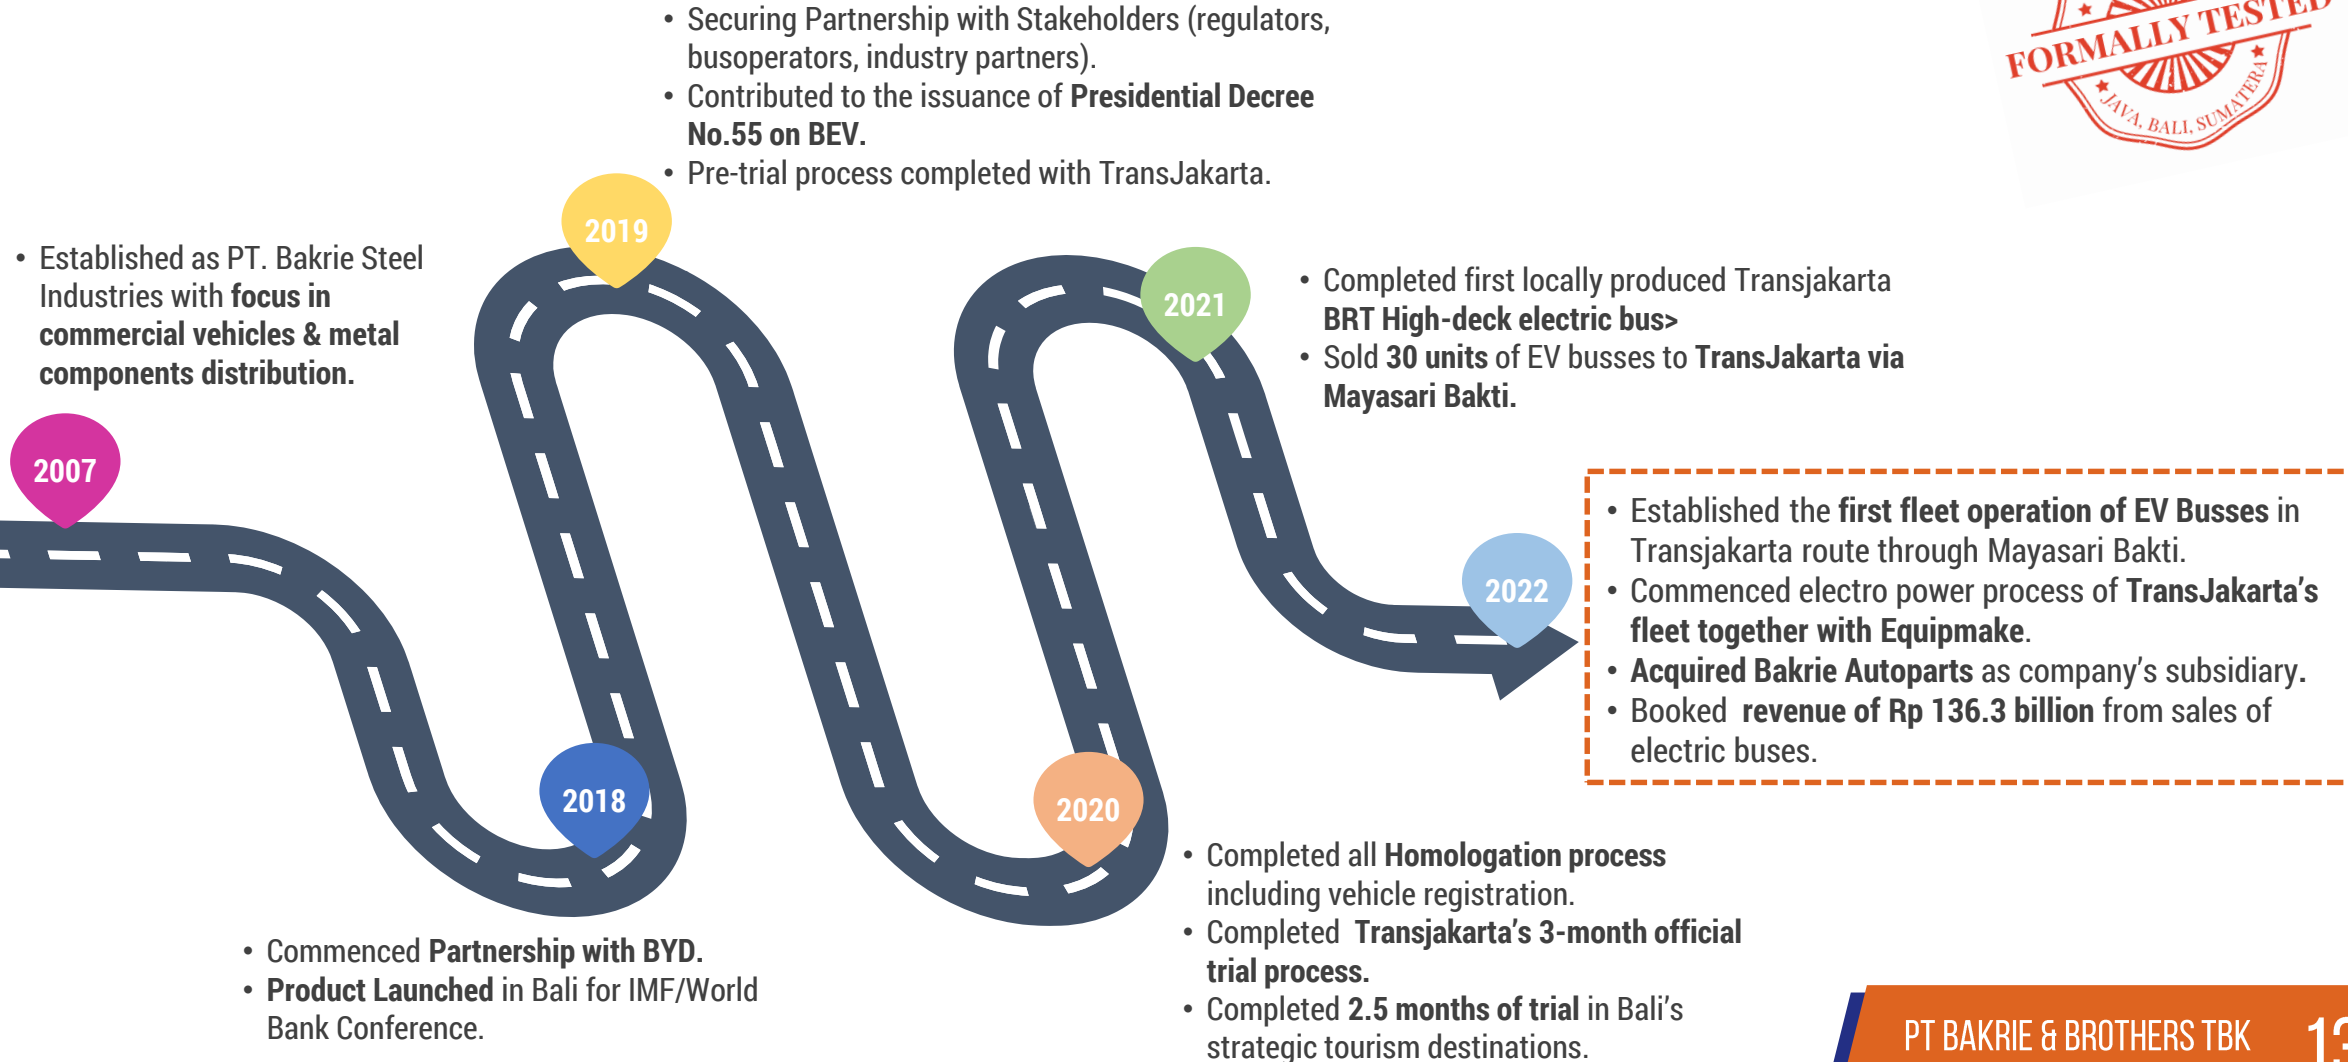 • Securing Partnership with Stakeholders (regulators,
busoperators, industry partners).
• Contributed to the issuance of Presidential Decree
No.55 on BEV.
• Pre-trial process completed with TransJakarta.
FORMALLY TESTED
JAVA, BALI, SUMATERA
2019
• Established as PT. Bakrie Steel
Industries with focus in
commercial vehicles & metal
components distribution.
2021
• Completed first locally produced Transjakarta
BRT High-deck electric bus>
• Sold 30 units of EV busses to TransJakarta via
Mayasari Bakti.
2007
2022
• Established the first fleet operation of EV Busses in
Transjakarta route through Mayasari Bakti.
• Commenced electro power process of TransJakarta's
fleet together with Equipmake.
• Acquired Bakrie Autoparts as company's subsidiary.
• Booked revenue of Rp 136.3 billion from sales of
electric buses.
2018
2020
• Completed all Homologation process
including vehicle registration.
• Completed Transjakarta's 3-month official
trial process.
• Completed 2.5 months of trial in Bali's
strategic tourism destinations.
• Commenced Partnership with BYD.
• Product Launched in Bali for IMF/World
Bank Conference.
PT BAKRIE & BROTHERS TBK